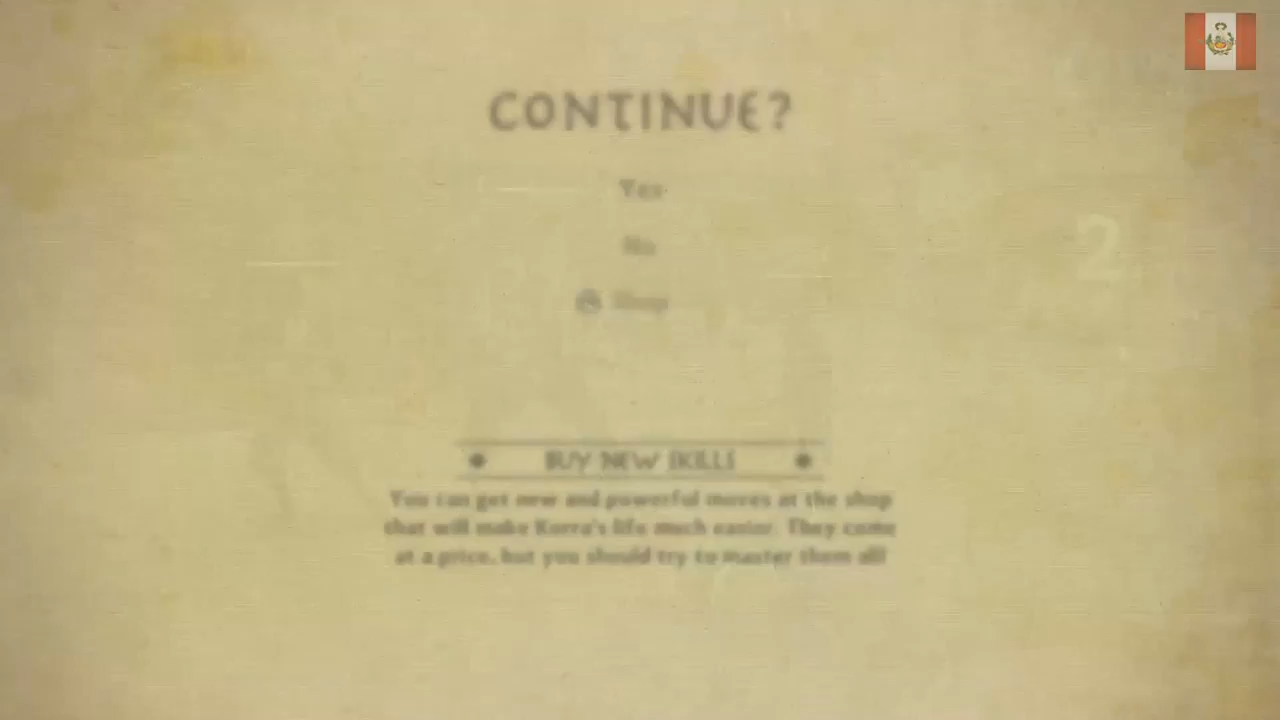 CONTINUE?
Yes
No
Shop
2
BUY NEW SKILLS
You can get new and powerful moves at the shop
that will make Korra's life much easier. They come
at a price, but you should try to master them all!